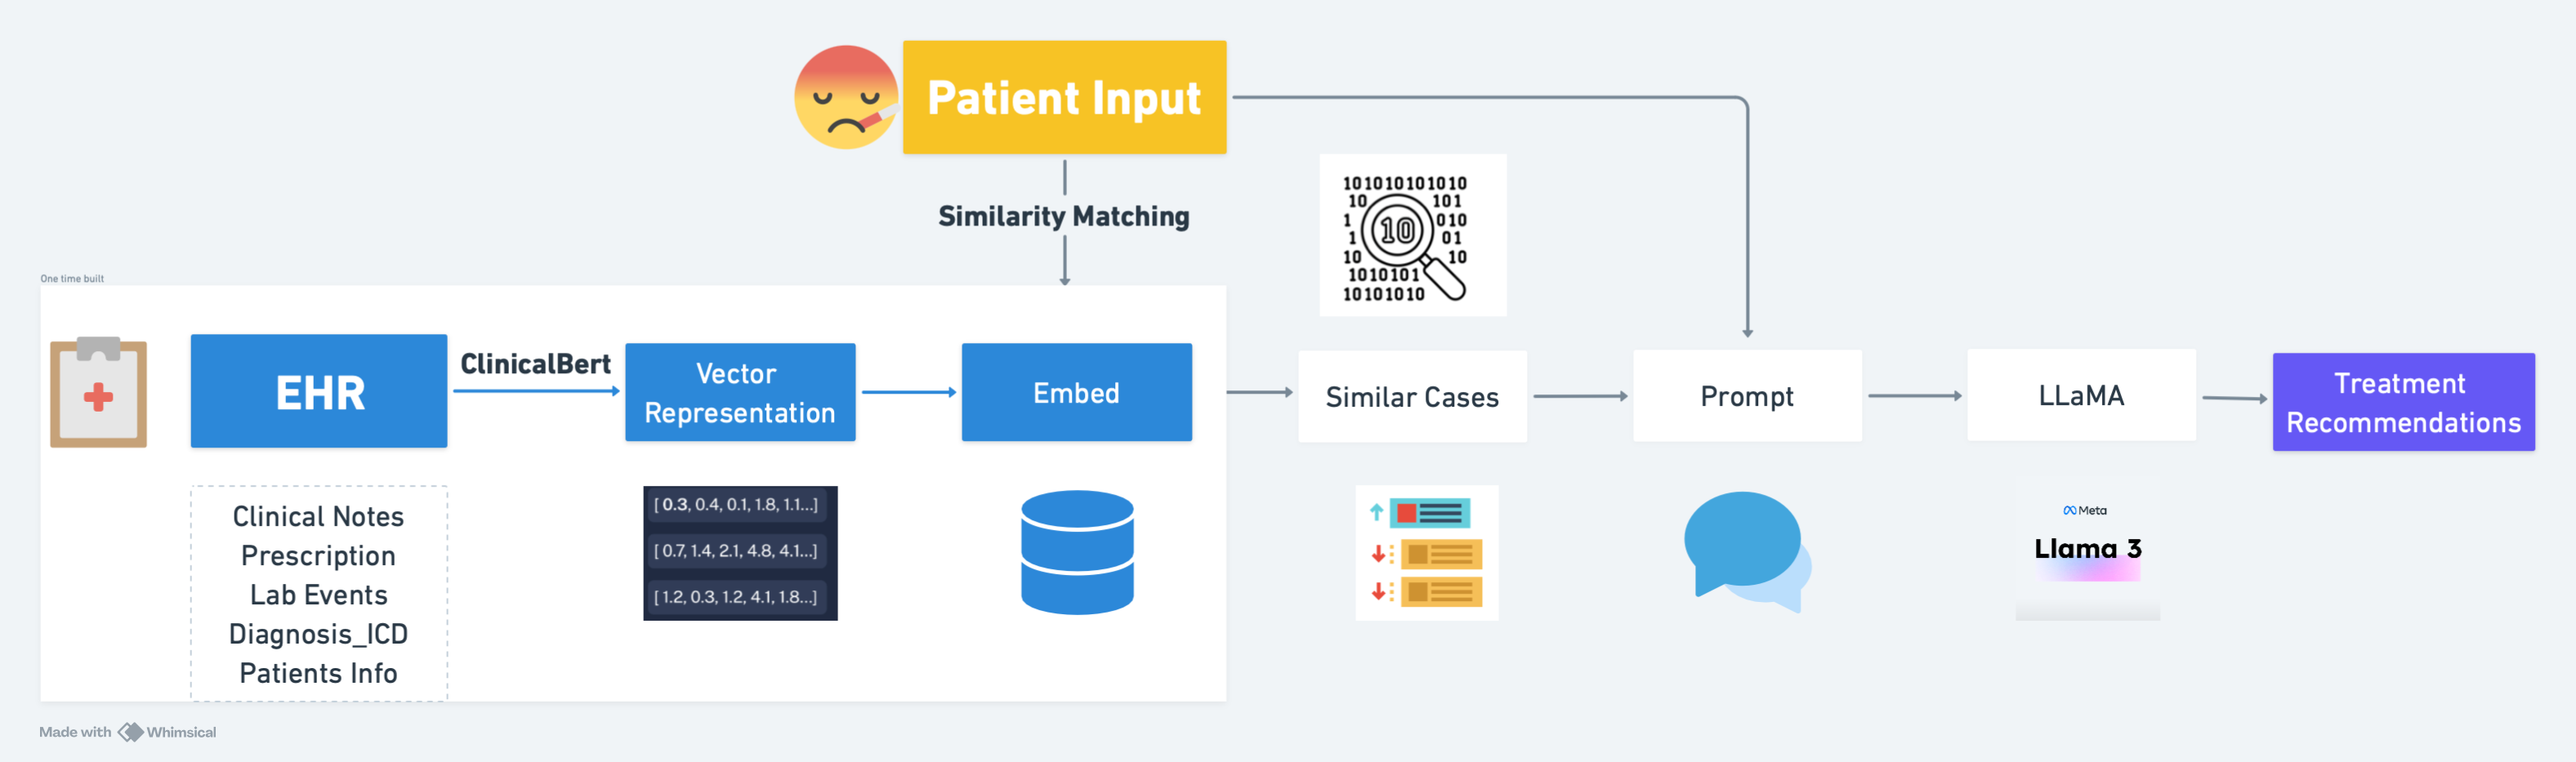 Patient Input
Similarity Matching
101010101010
10 101
1 10 010
1 01
10 10
1010101
10101010
One time built
EHR
ClinicalBert
Vector
Representation
Embed
Similar Cases
Prompt
LLaMA
Treatment
Recommendations
Clinical Notes
Prescription
Lab Events
Diagnosis_ICD
Patients Info
[ 0.3, 0.4, 0.1, 1.8, 1.1...]
[ 0.7, 1.4, 2.1, 4.8, 4.1...]
[ 1.2, 0.3, 1.2, 4.1, 1.8...]
Meta
Llama 3
Made with Whimsical